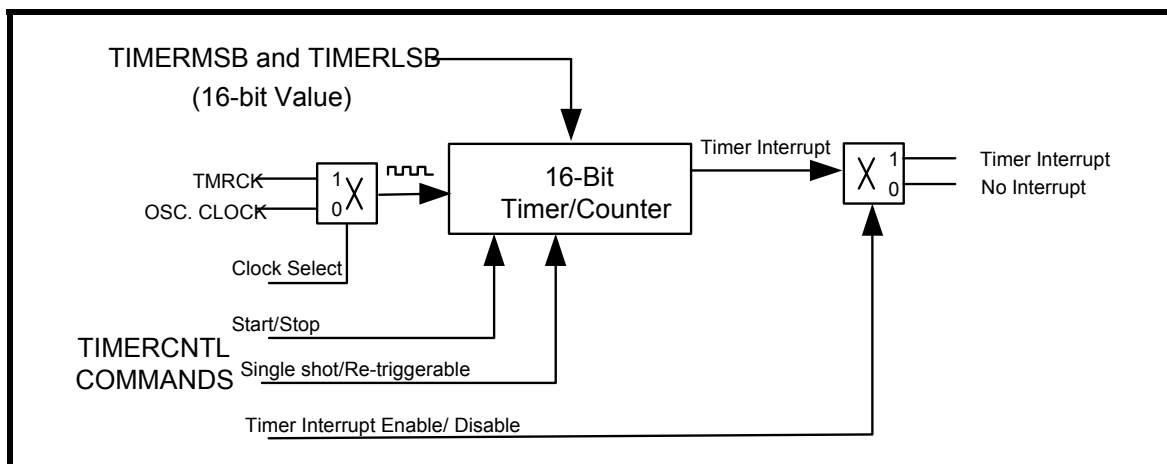 TIMERMSB and TIMERLSB
(16-bit Value)
Timer Interrupt
16-Bit
Timer/Counter
1
0
X
TMRCK
OSC. CLOCK
1
0
X
Timer Interrupt
No Interrupt
Clock Select
Start/Stop
TIMERCNTL
COMMANDS
Single shot/Re-triggerable
Timer Interrupt Enable/ Disable